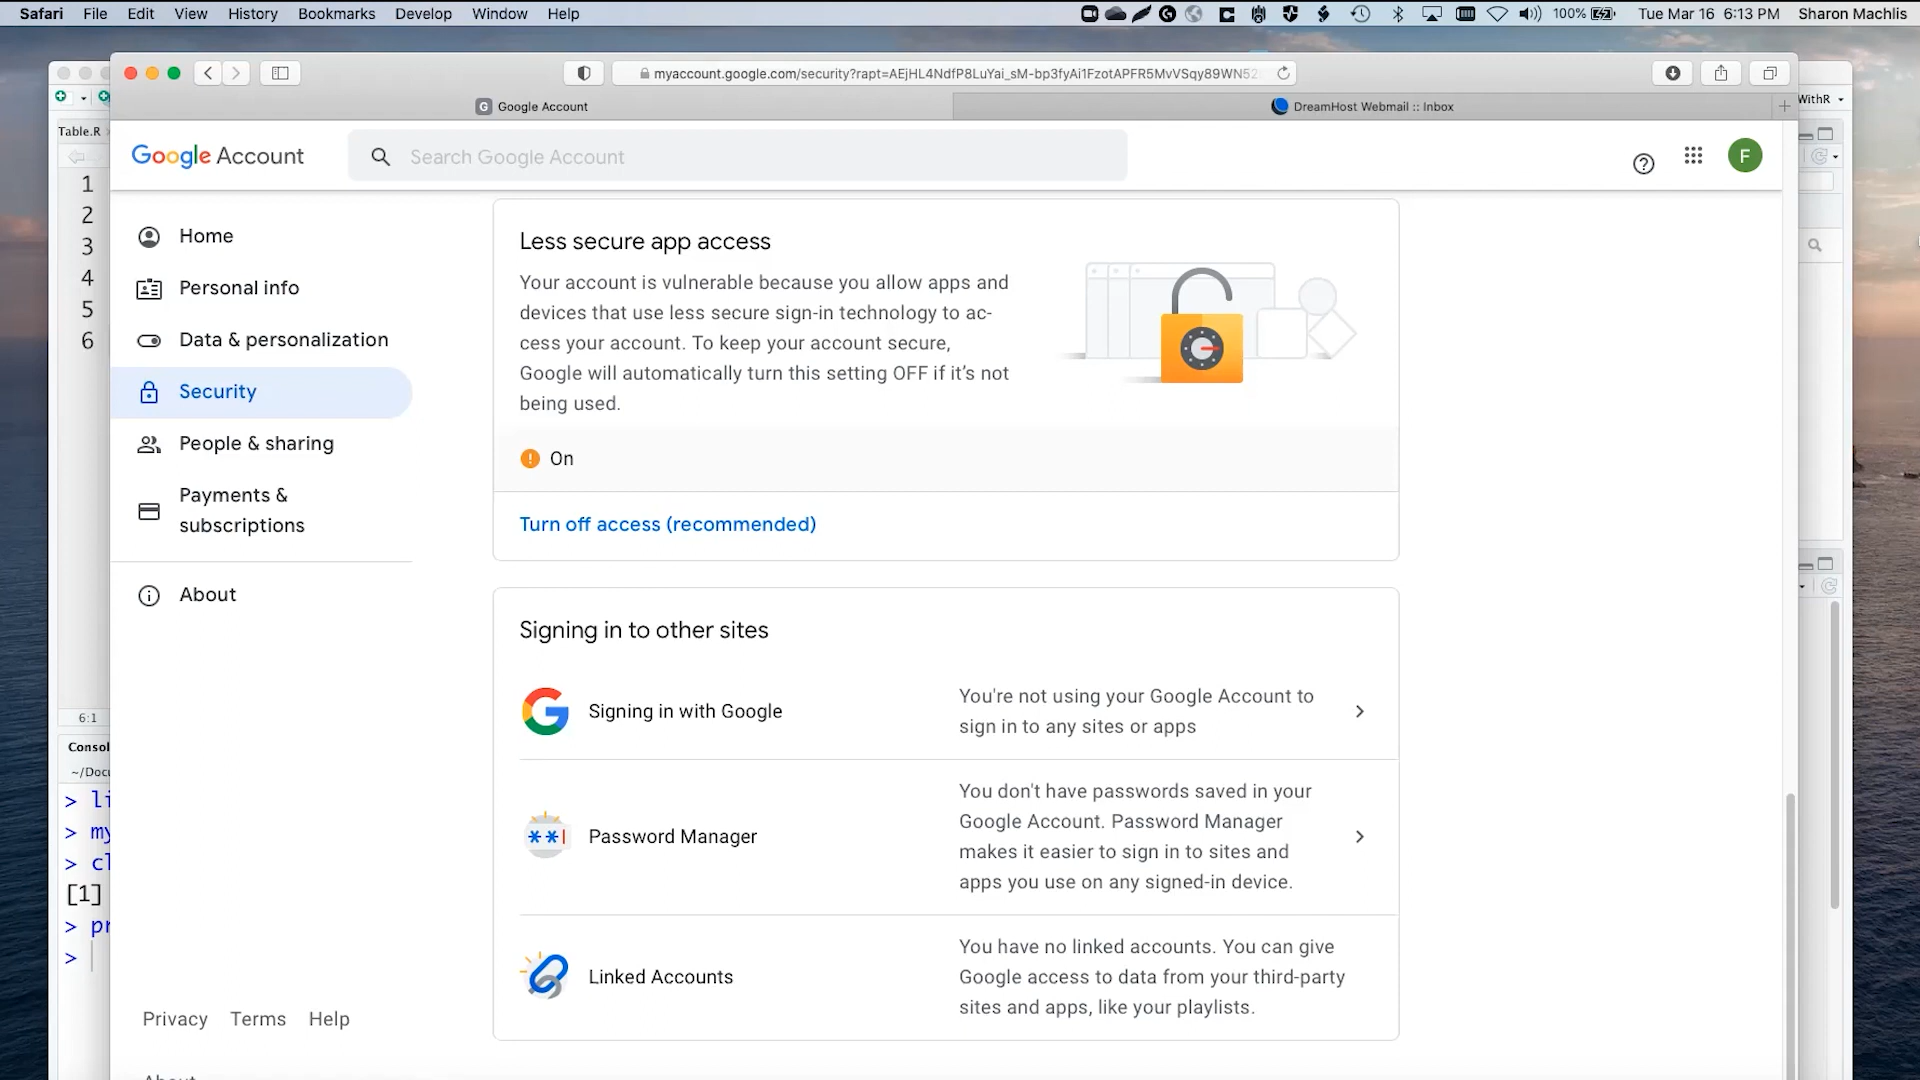 Safari File Edit View History Bookmarks Develop Window Help 100% Tue Mar 16 6:13 PM Sharon Machlis
myaccount.google.com/security?rapt=AEjHL4NdfP8LuYai_sM-bp3fyAi1FzotAPFR5MvVSqy89WN52
G Google Account
DreamHost Webmail :: Inbox
WithR
Table.R
Google Account
Search Google Account
F
1
2
3
4
5
6
6:1
Home
Personal info
Data & personalization
Security
People & sharing
Payments &
subscriptions
About
Less secure app access
Your account is vulnerable because you allow apps and
devices that use less secure sign-in technology to ac-
cess your account. To keep your account secure,
Google will automatically turn this setting OFF if it’s not
being used.
On
Turn off access (recommended)
Signing in to other sites
Signing in with Google
You're not using your Google Account to
sign in to any sites or apps
Password Manager
You don't have passwords saved in your
Google Account. Password Manager
makes it easier to sign in to sites and
apps you use on any signed-in device.
Linked Accounts
You have no linked accounts. You can give
Google access to data from your third-party
sites and apps, like your playlists.
Consol
~/Docu
> li
> my
> cl
[1]
> pr
>
Privacy Terms Help